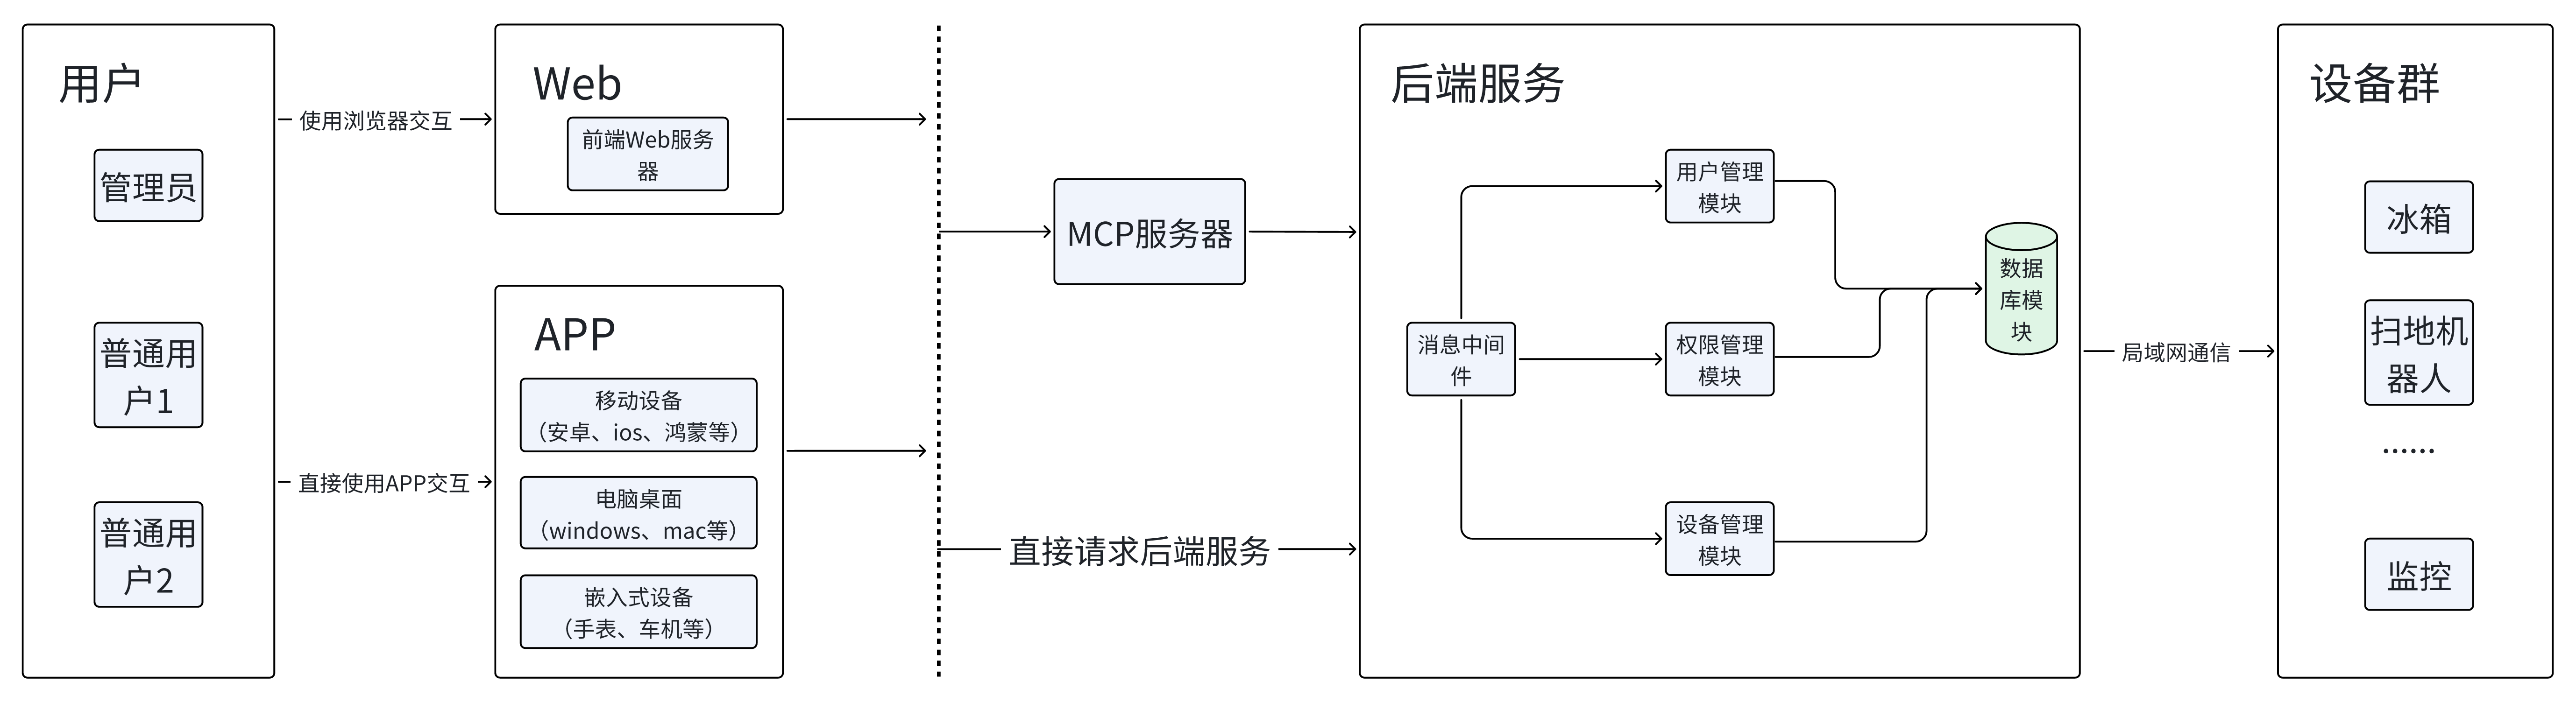 用户
管理员
普通用
户1
普通用
户2
使用浏览器交互
直接使用APP交互
Web
前端Web服务
器
APP
移动设备
（安卓、ios、鸿蒙等）
电脑桌面
（windows、mac等）
嵌入式设备
（手表、车机等）
MCP服务器
直接请求后端服务
后端服务
消息中间
件
用户管理
模块
权限管理
模块
设备管理
模块
数据
库模
块
局域网通信
设备群
冰箱
扫地机
器人
······
监控